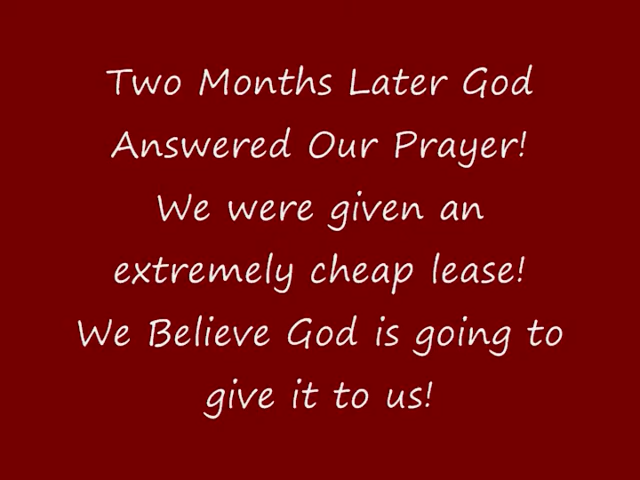 Two Months Later God
Answered Our Prayer!
We were given an
extremely cheap lease!
We Believe God is going to
give it to us!